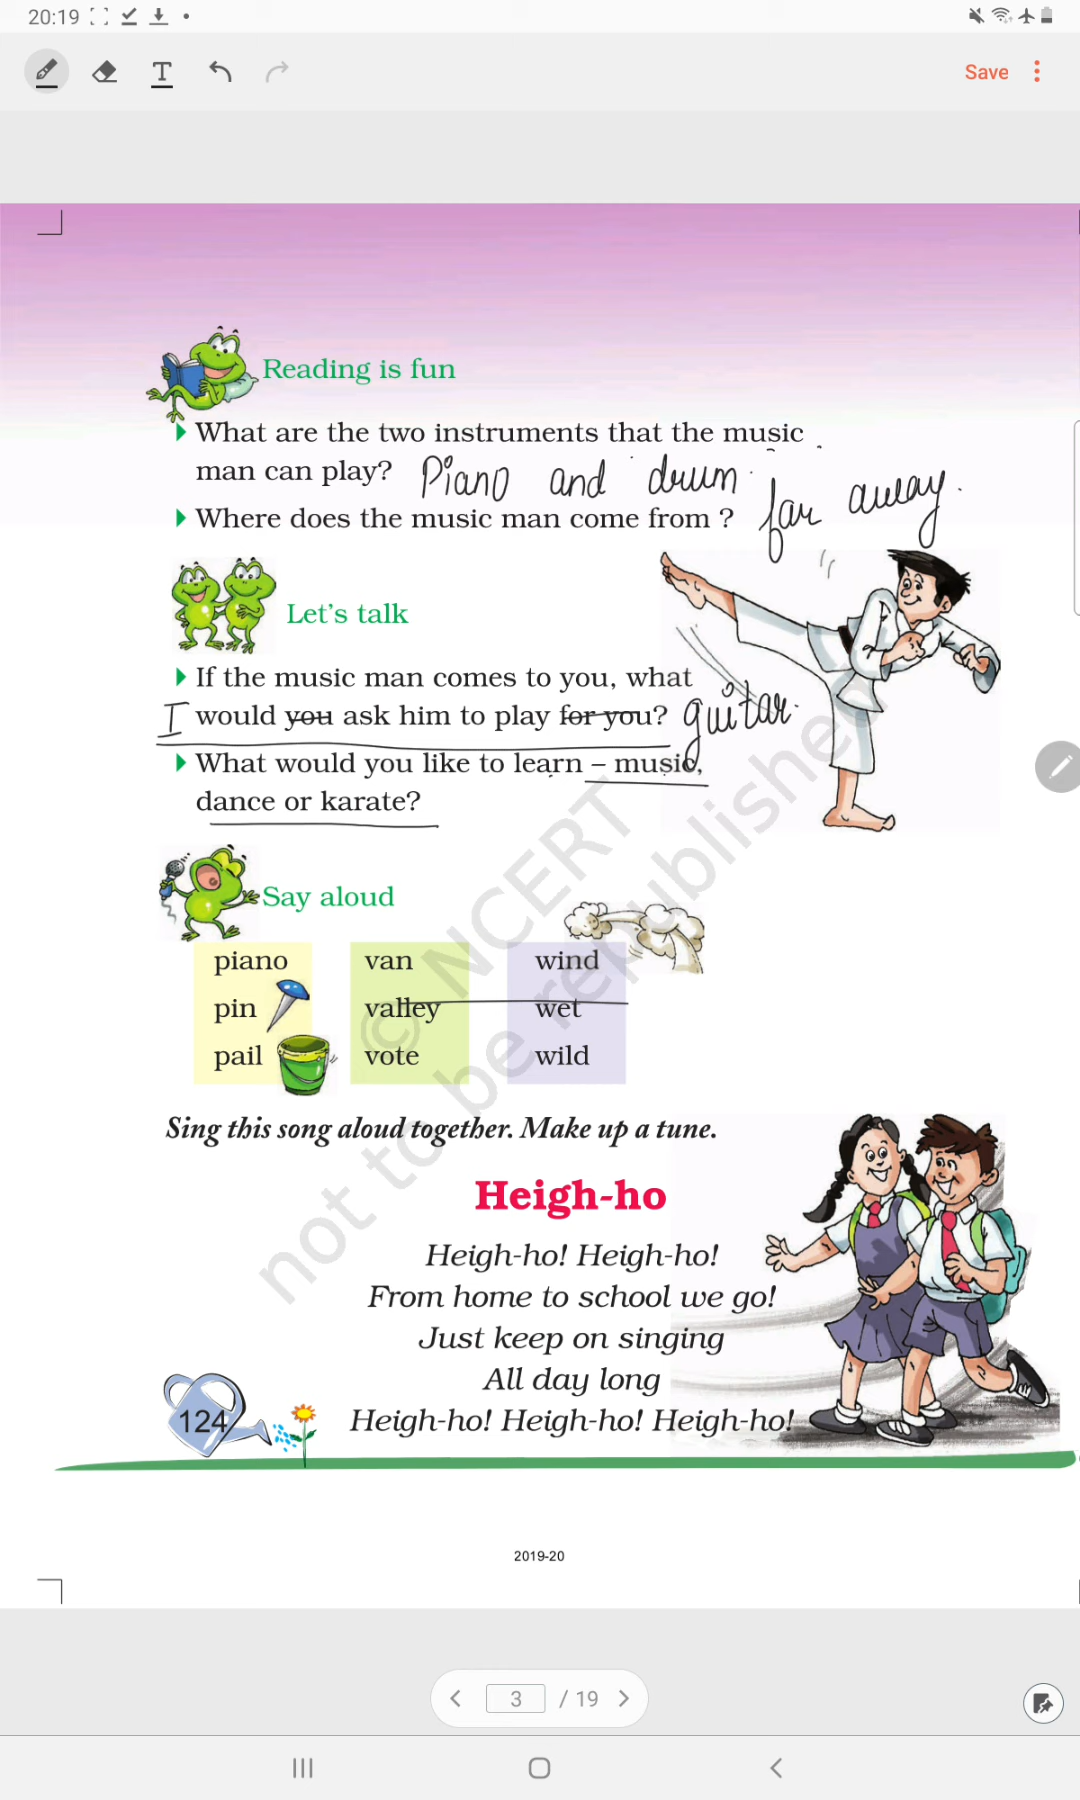 20:19
Save
Reading is fun
What are the two instruments that the music
man can play? Piano and drum
Where does the music man come from ? far away.
Let's talk
If the music man comes to you, what
I would you ask him to play for you? guitar.
What would you like to learn – music,
dance or karate?
Say aloud
piano van wind
pin valley wet
pail vote wild
Sing this song aloud together. Make up a tune.
Heigh-ho
Heigh-ho! Heigh-ho!
From home to school we go!
Just keep on singing
All day long
Heigh-ho! Heigh-ho! Heigh-ho!
124
© NCERT
not to be republished
2019-20
3 / 19